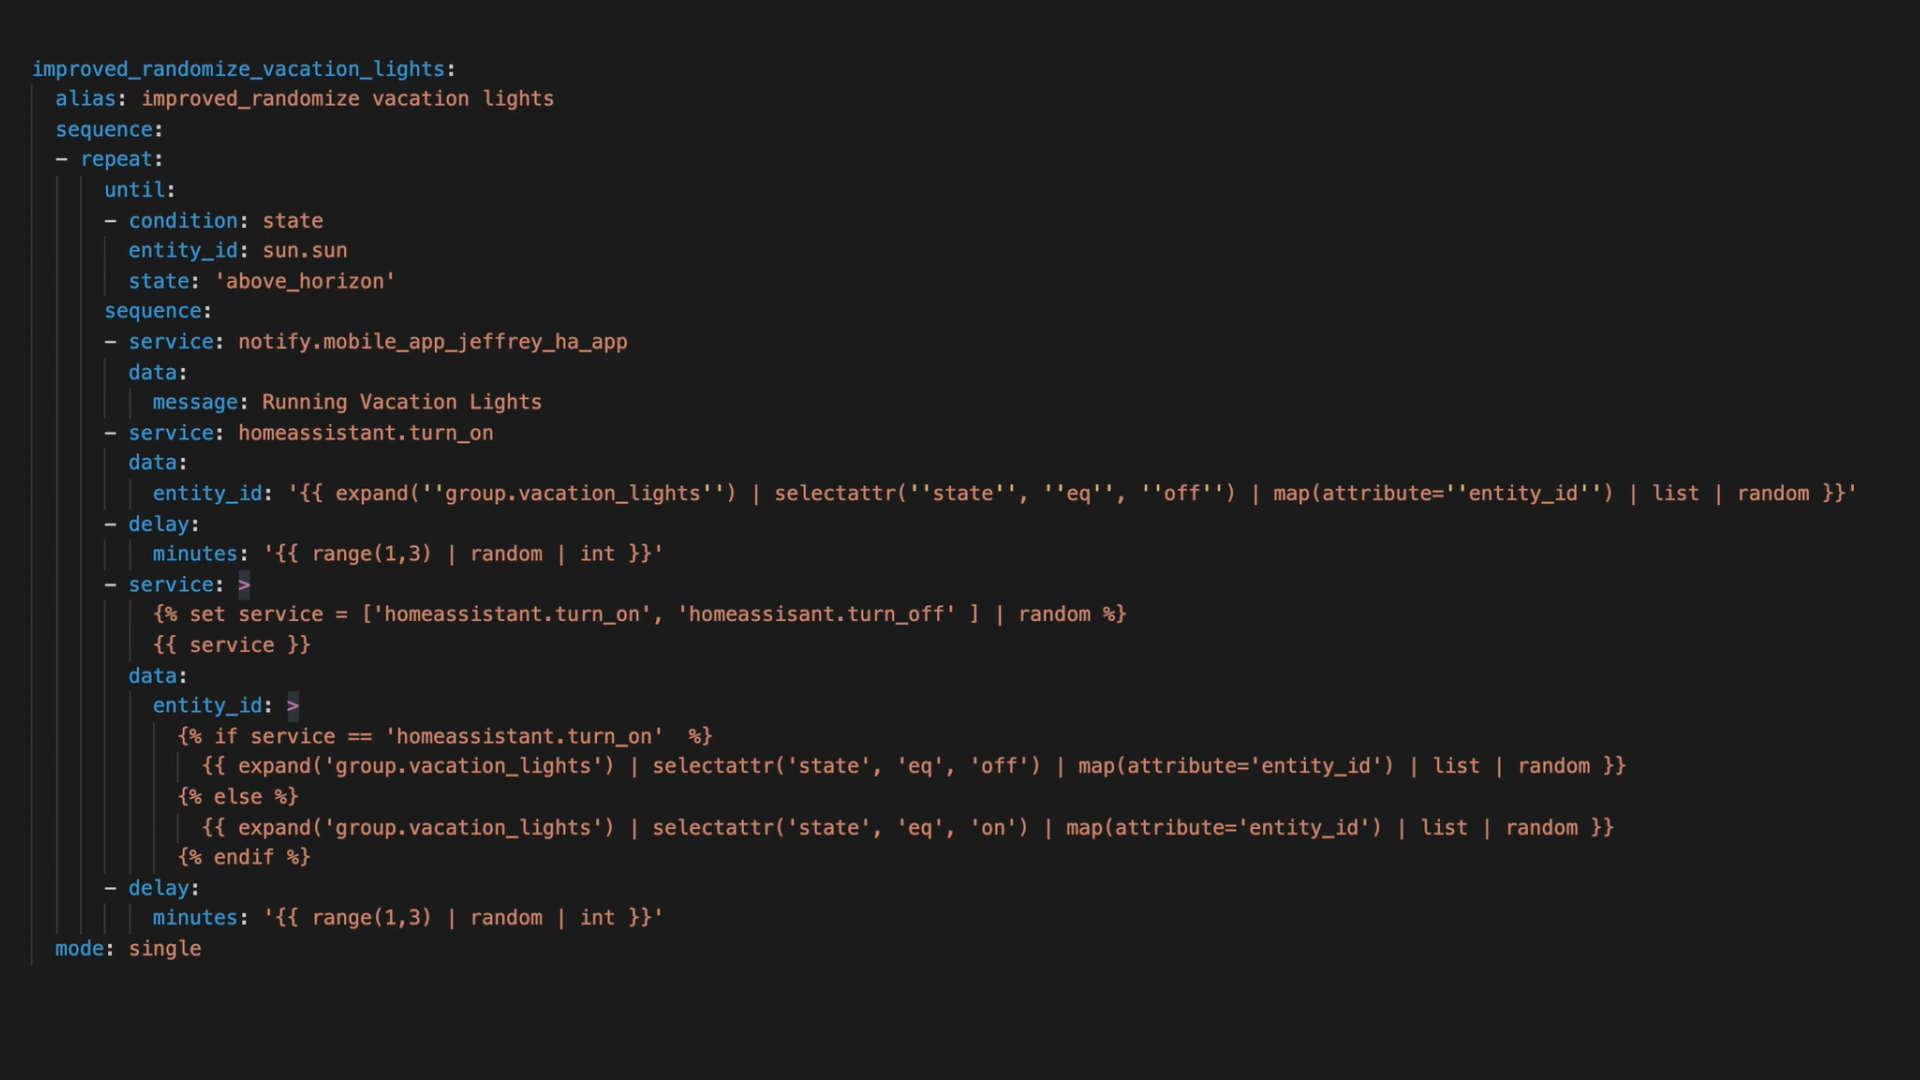 improved_randomize_vacation_lights:
  alias: improved_randomize vacation lights
  sequence:
  - repeat:
      until:
      - condition: state
        entity_id: sun.sun
        state: 'above_horizon'
      sequence:
      - service: notify.mobile_app_jeffrey_ha_app
        data:
          message: Running Vacation Lights
      - service: homeassistant.turn_on
        data:
          entity_id: '{{ expand(''group.vacation_lights'') | selectattr(''state'', ''eq'', ''off'') | map(attribute=''entity_id'') | list | random }}'
      - delay:
          minutes: '{{ range(1,3) | random | int }}'
      - service: >
          {% set service = ['homeassistant.turn_on', 'homeassisant.turn_off' ] | random %}
          {{ service }}
        data:
          entity_id: >
            {% if service == 'homeassistant.turn_on'  %}
              {{ expand('group.vacation_lights') | selectattr('state', 'eq', 'off') | map(attribute='entity_id') | list | random }}
            {% else %}
              {{ expand('group.vacation_lights') | selectattr('state', 'eq', 'on') | map(attribute='entity_id') | list | random }}
            {% endif %}
      - delay:
          minutes: '{{ range(1,3) | random | int }}'
  mode: single